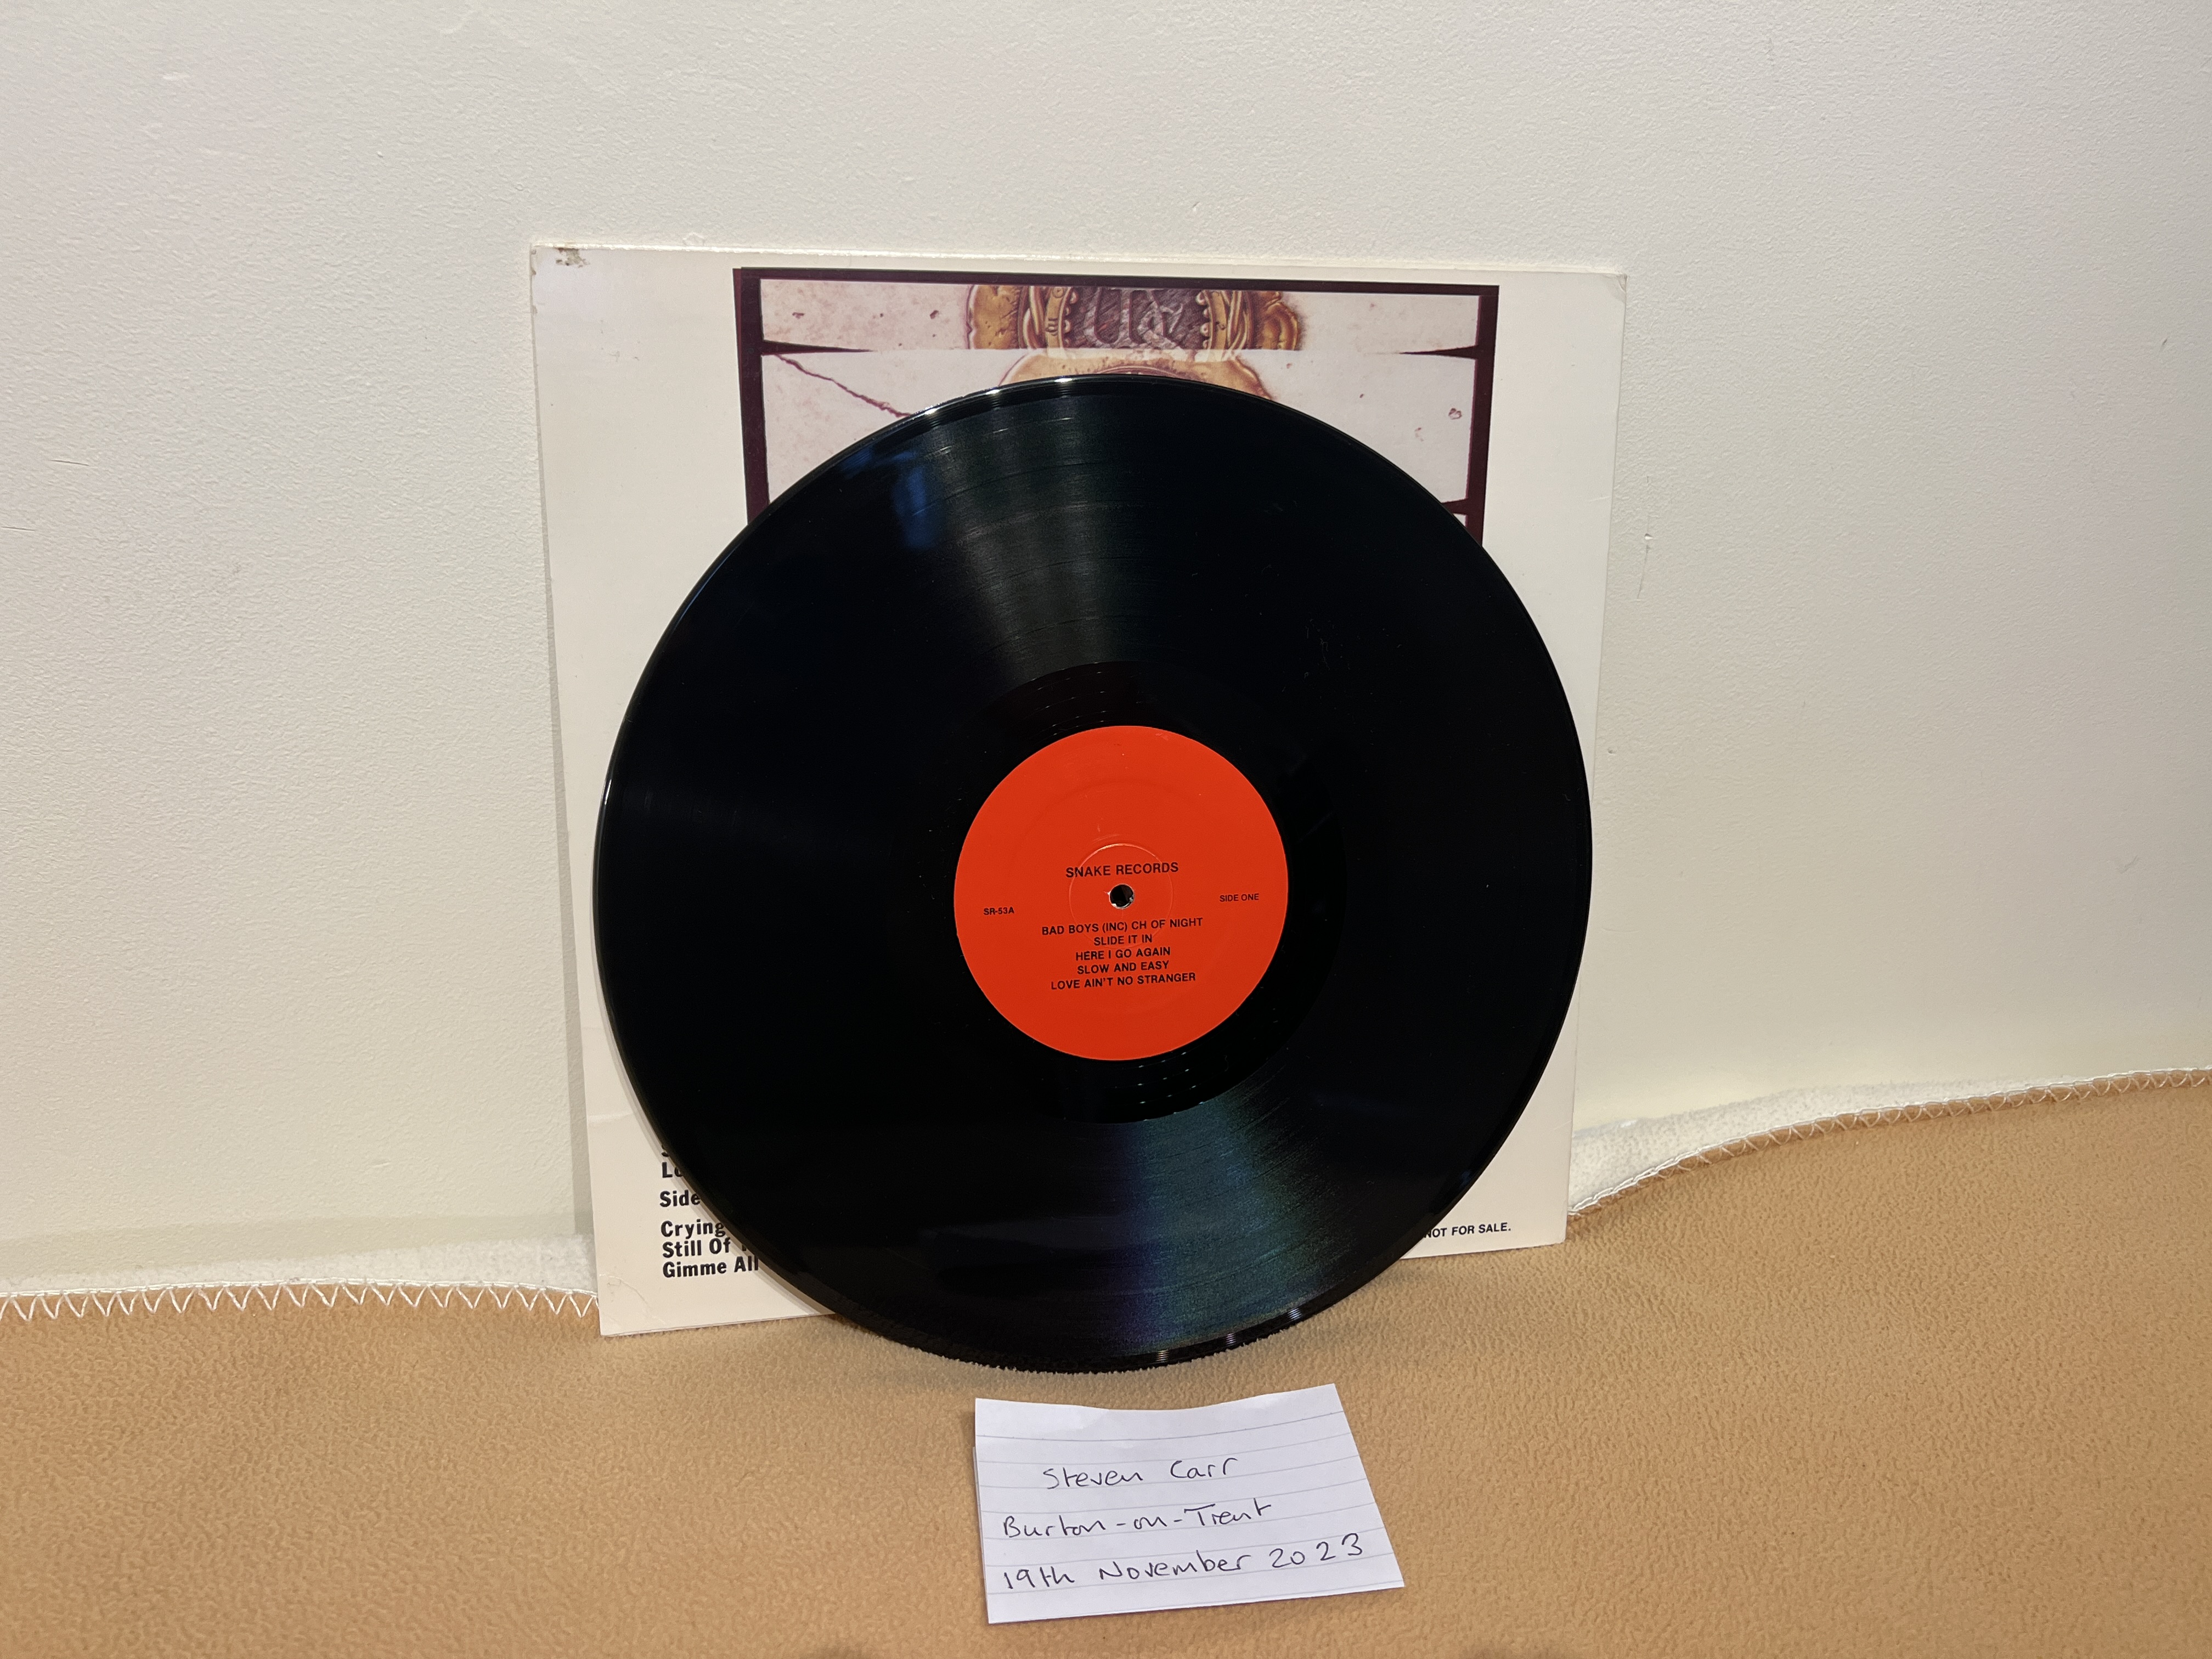 SNAKE RECORDS
SR-53A
SIDE ONE
BAD BOYS (INC) CH OF NIGHT
SLIDE IT IN
HERE I GO AGAIN
SLOW AND EASY
LOVE AIN'T NO STRANGER
Side
Crying
Still Of
Gimme All
NOT FOR SALE.
Steven Carr
Burton-on-Trent
19th November 2023